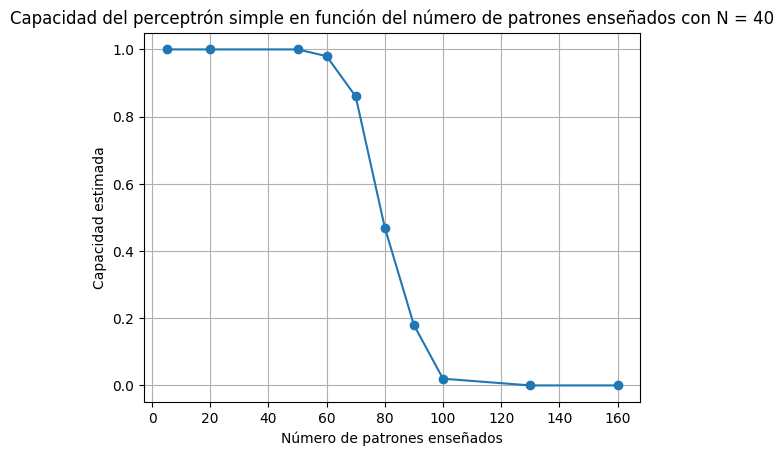 Capacidad del perceptrón simple en función del número de patrones enseñados con N = 40
1.0
0.8
0.6
0.4
0.2
0.0
Capacidad estimada
0 20 40 60 80 100 120 140 160
Número de patrones enseñados